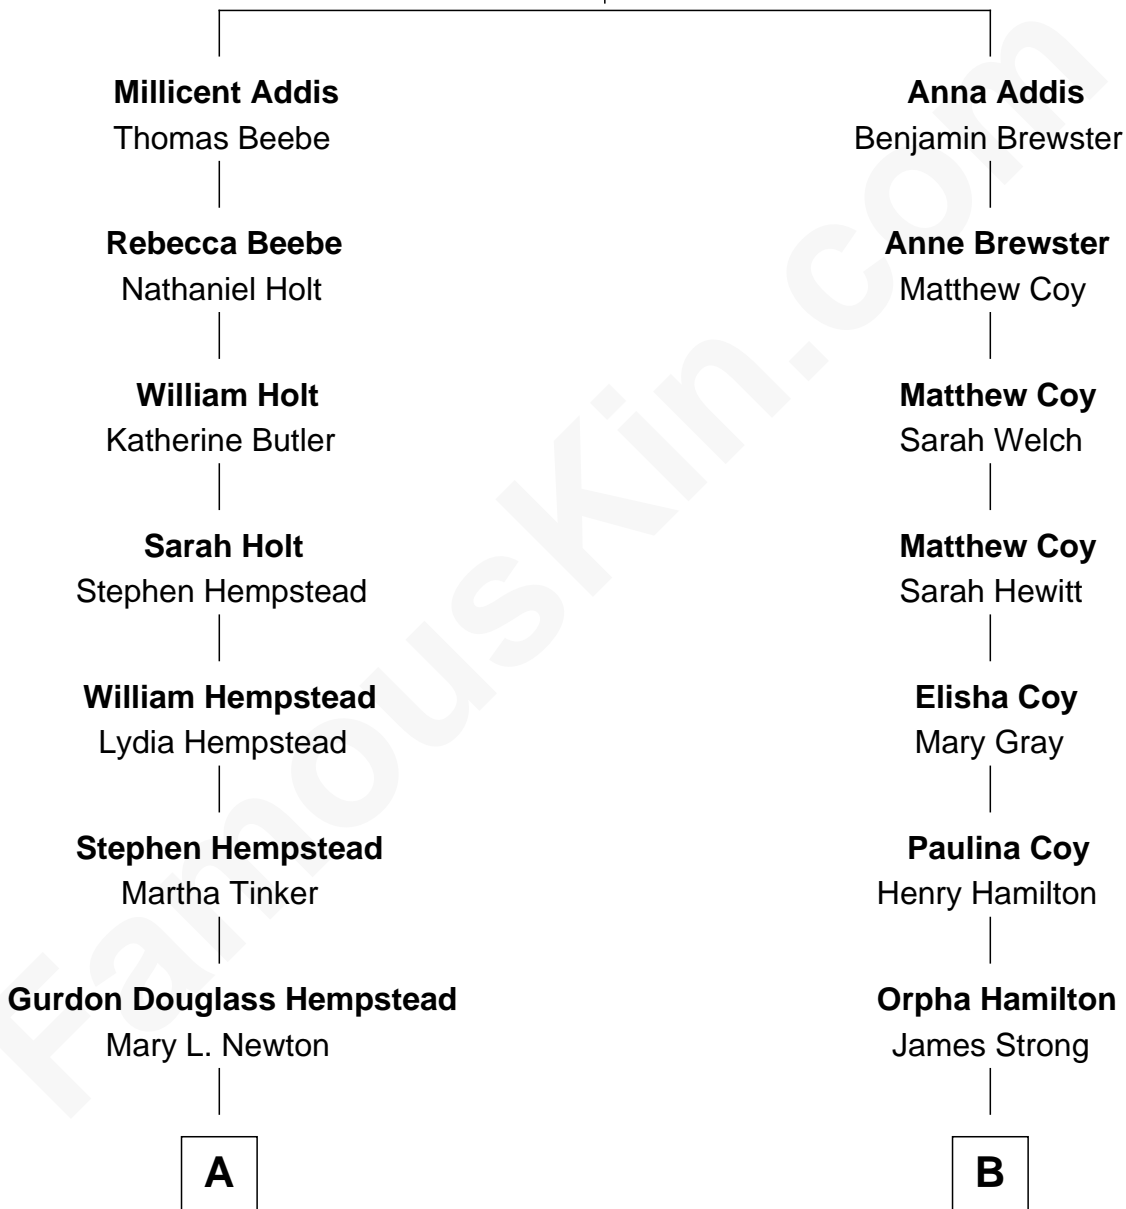 Millicent Addis
Thomas Beebe
Rebecca Beebe
Nathaniel Holt
William Holt
Katherine Butler
Sarah Holt
Stephen Hempstead
William Hempstead
Lydia Hempstead
Stephen Hempstead
Martha Tinker
Gurdon Douglass Hempstead
Mary L. Newton
A
Anna Addis
Benjamin Brewster
Anne Brewster
Matthew Coy
Matthew Coy
Sarah Welch
Matthew Coy
Sarah Hewitt
Elisha Coy
Mary Gray
Paulina Coy
Henry Hamilton
Orpha Hamilton
James Strong
B
FamousKin.com